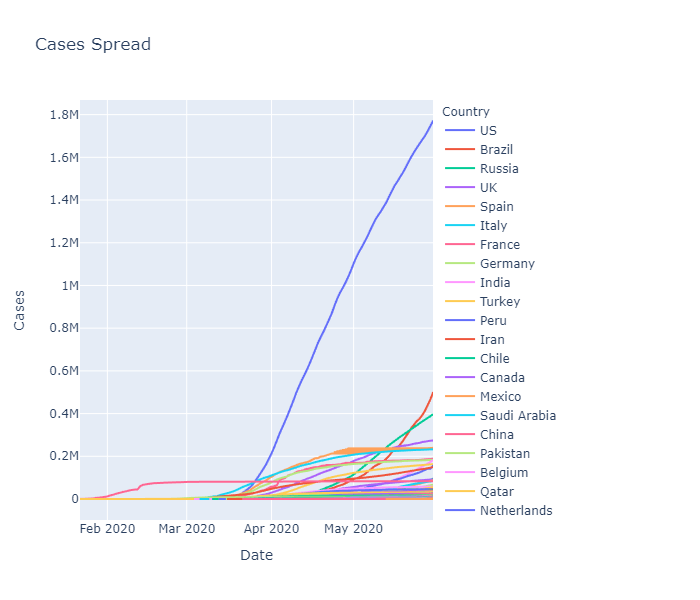 Cases Spread
1.8M
1.6M
1.4M
1.2M
1M
0.8M
0.6M
0.4M
0.2M
0
Cases
Feb 2020
Mar 2020
Apr 2020
May 2020
Date
Country
US
Brazil
Russia
UK
Spain
Italy
France
Germany
India
Turkey
Peru
Iran
Chile
Canada
Mexico
Saudi Arabia
China
Pakistan
Belgium
Qatar
Netherlands